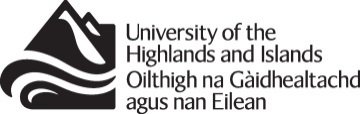 University of the
Highlands and Islands
Oilthigh na Gàidhealtachd
agus nan Eilean